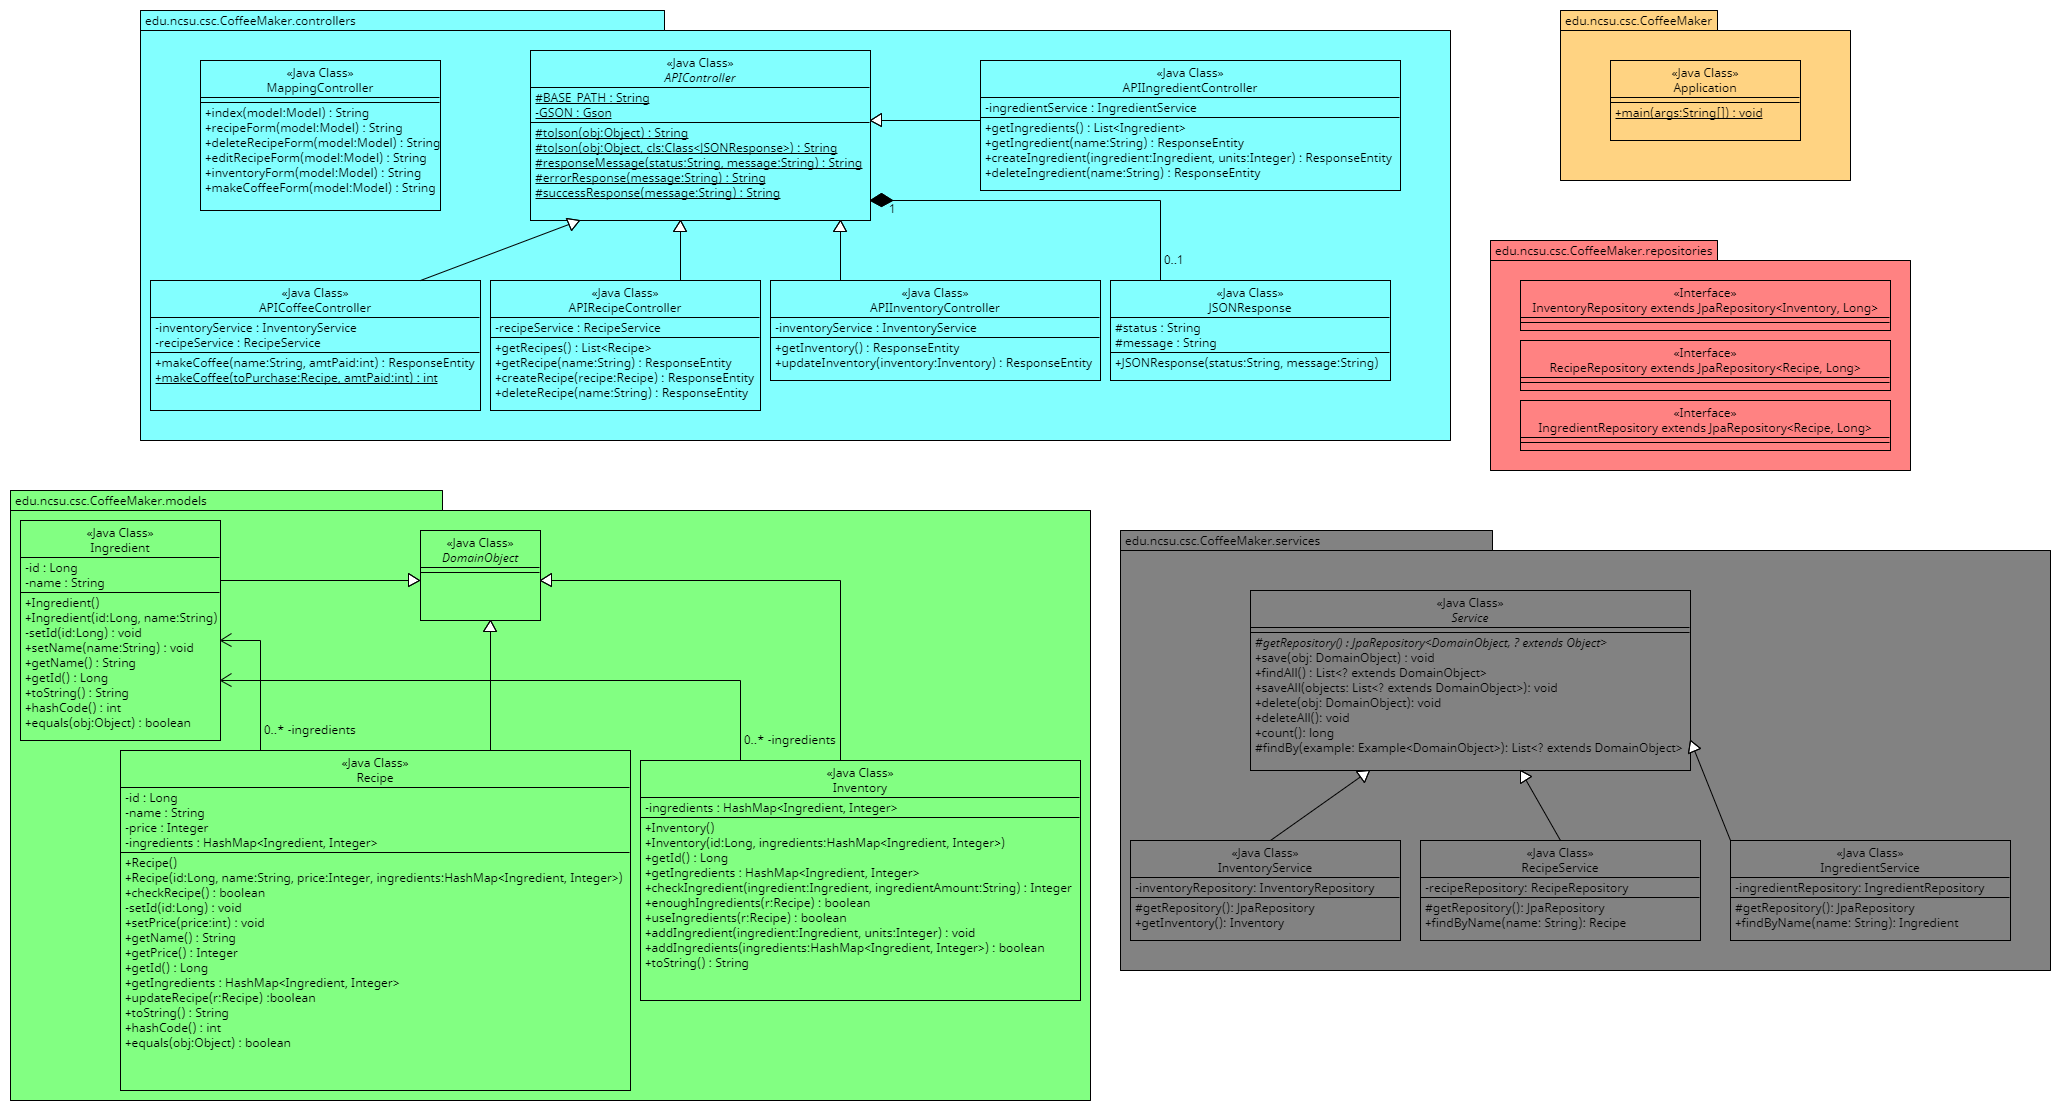 edu.ncsu.csc.CoffeeMaker.controllers
«Java Class»
MappingController
+index(model:Model) : String
+recipeForm(model:Model) : String
+deleteRecipeForm(model:Model) : String
+editRecipeForm(model:Model) : String
+inventoryForm(model:Model) : String
+makeCoffeeForm(model:Model) : String
«Java Class»
APIController
#BASE_PATH : String
-GSON : Gson
#toJson(obj:Object) : String
#toJson(obj:Object, cls:Class<JSONResponse>) : String
#responseMessage(status:String, message:String) : String
#errorResponse(message:String) : String
#successResponse(message:String) : String
«Java Class»
APIIngredientController
-ingredientService : IngredientService
+getIngredients() : List<Ingredient>
+getIngredient(name:String) : ResponseEntity
+createIngredient(ingredient:Ingredient, units:Integer) : ResponseEntity
+deleteIngredient(name:String) : ResponseEntity
1
0..1
«Java Class»
APICoffeeController
-inventoryService : InventoryService
-recipeService : RecipeService
+makeCoffee(name:String, amtPaid:int) : ResponseEntity
+makeCoffee(toPurchase:Recipe, amtPaid:int) : int
«Java Class»
APIRecipeController
-recipeService : RecipeService
+getRecipes() : List<Recipe>
+getRecipe(name:String) : ResponseEntity
+createRecipe(recipe:Recipe) : ResponseEntity
+deleteRecipe(name:String) : ResponseEntity
«Java Class»
APIInventoryController
-inventoryService : InventoryService
+getInventory() : ResponseEntity
+updateInventory(inventory:Inventory) : ResponseEntity
«Java Class»
JSONResponse
#status : String
#message : String
+JSONResponse(status:String, message:String)
edu.ncsu.csc.CoffeeMaker
«Java Class»
Application
+main(args:String[]) : void
edu.ncsu.csc.CoffeeMaker.repositories
«Interface»
InventoryRepository extends JpaRepository<Inventory, Long>
«Interface»
RecipeRepository extends JpaRepository<Recipe, Long>
«Interface»
IngredientRepository extends JpaRepository<Recipe, Long>
edu.ncsu.csc.CoffeeMaker.models
«Java Class»
Ingredient
-id : Long
-name : String
+Ingredient()
+Ingredient(id:Long, name:String)
-setId(id:Long) : void
+setName(name:String) : void
+getName() : String
+getId() : Long
+toString() : String
+hashCode() : int
+equals(obj:Object) : boolean
«Java Class»
DomainObject
0..* -ingredients
0..* -ingredients
«Java Class»
Recipe
-id : Long
-name : String
-price : Integer
-ingredients : HashMap<Ingredient, Integer>
+Recipe()
+Recipe(id:Long, name:String, price:Integer, ingredients:HashMap<Ingredient, Integer>)
+checkRecipe() : boolean
-setId(id:Long) : void
+setPrice(price:int) : void
+getName() : String
+getPrice() : Integer
+getId() : Long
+getIngredients : HashMap<Ingredient, Integer>
+updateRecipe(r:Recipe) :boolean
+toString() : String
+hashCode() : int
+equals(obj:Object) : boolean
«Java Class»
Inventory
-ingredients : HashMap<Ingredient, Integer>
+Inventory()
+Inventory(id:Long, ingredients:HashMap<Ingredient, Integer>)
+getId() : Long
+getIngredients : HashMap<Ingredient, Integer>
+checkIngredient(ingredient:Ingredient, ingredientAmount:String) : Integer
+enoughIngredients(r:Recipe) : boolean
+useIngredients(r:Recipe) : boolean
+addIngredient(ingredient:Ingredient, units:Integer) : void
+addIngredients(ingredients:HashMap<Ingredient, Integer>) : boolean
+toString() : String
edu.ncsu.csc.CoffeeMaker.services
«Java Class»
Service
#getRepository() : JpaRepository<DomainObject, ? extends Object>
+save(obj: DomainObject) : void
+findAll() : List<? extends DomainObject>
+saveAll(objects: List<? extends DomainObject>): void
+delete(obj: DomainObject): void
+deleteAll(): void
+count(): long
#findBy(example: Example<DomainObject>): List<? extends DomainObject>
«Java Class»
InventoryService
-inventoryRepository: InventoryRepository
#getRepository(): JpaRepository
+getInventory(): Inventory
«Java Class»
RecipeService
-recipeRepository: RecipeRepository
#getRepository(): JpaRepository
+findByName(name: String): Recipe
«Java Class»
IngredientService
-ingredientRepository: IngredientRepository
#getRepository(): JpaRepository
+findByName(name: String): Ingredient